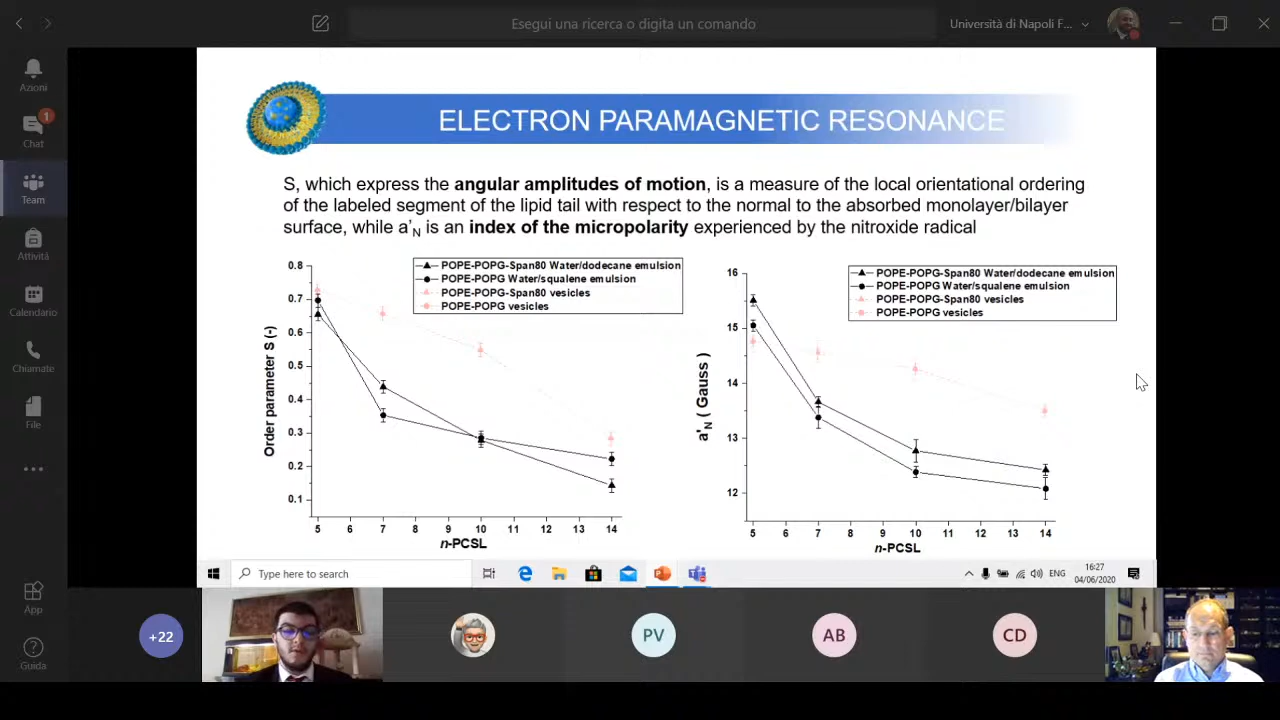 Esegui una ricerca o digita un comando
Università di Napoli F...
Azioni
1
Chat
Team
Attività
Calendario
Chiamate
File
App
Guida
ELECTRON PARAMAGNETIC RESONANCE
S, which express the angular amplitudes of motion, is a measure of the local orientational ordering
of the labeled segment of the lipid tail with respect to the normal to the absorbed monolayer/bilayer
surface, while a'N is an index of the micropolarity experienced by the nitroxide radical
POPE-POPG-Span80 Water/dodecane emulsion
POPE-POPG Water/squalene emulsion
POPE-POPG-Span80 vesicles
POPE-POPG vesicles
Order parameter S (-)
0.8
0.7
0.6
0.5
0.4
0.3
0.2
0.1
5 6 7 8 9 10 11 12 13 14
n-PCSL
POPE-POPG-Span80 Water/dodecane emulsion
POPE-POPG Water/squalene emulsion
POPE-POPG-Span80 vesicles
POPE-POPG vesicles
a'N ( Gauss )
16
15
14
13
12
5 6 7 8 9 10 11 12 13 14
n-PCSL
Type here to search
ENG
16:27
04/06/2020
+22
PV
AB
CD